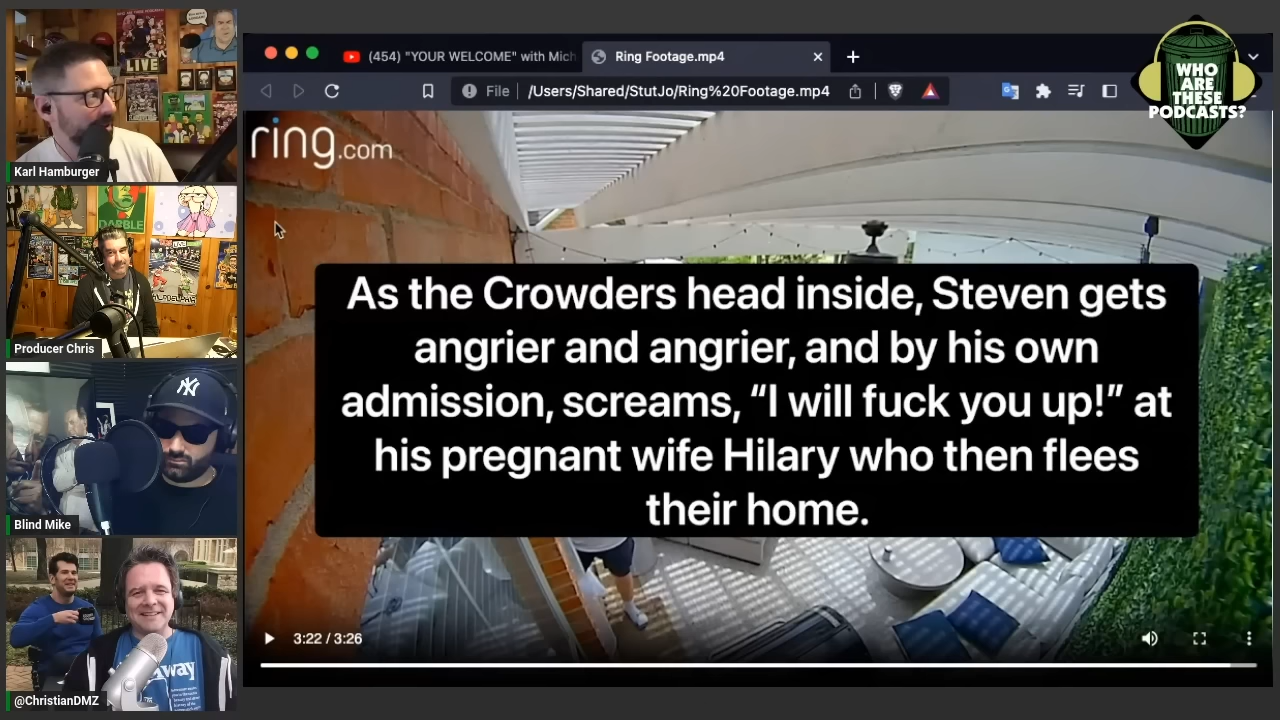 LIVE
Karl Hamburger
DABBLE
Producer Chris
Blind Mike
@ChristianDMZ
(454) "YOUR WELCOME" with Mich
Ring Footage.mp4
File
/Users/Shared/StutJo/Ring%20Footage.mp4
WHO
ARE
THESE
PODCASTS?
ring.com
As the Crowders head inside, Steven gets
angrier and angrier, and by his own
admission, screams, “I will fuck you up!” at
his pregnant wife Hilary who then flees
their home.
3:22 / 3:26